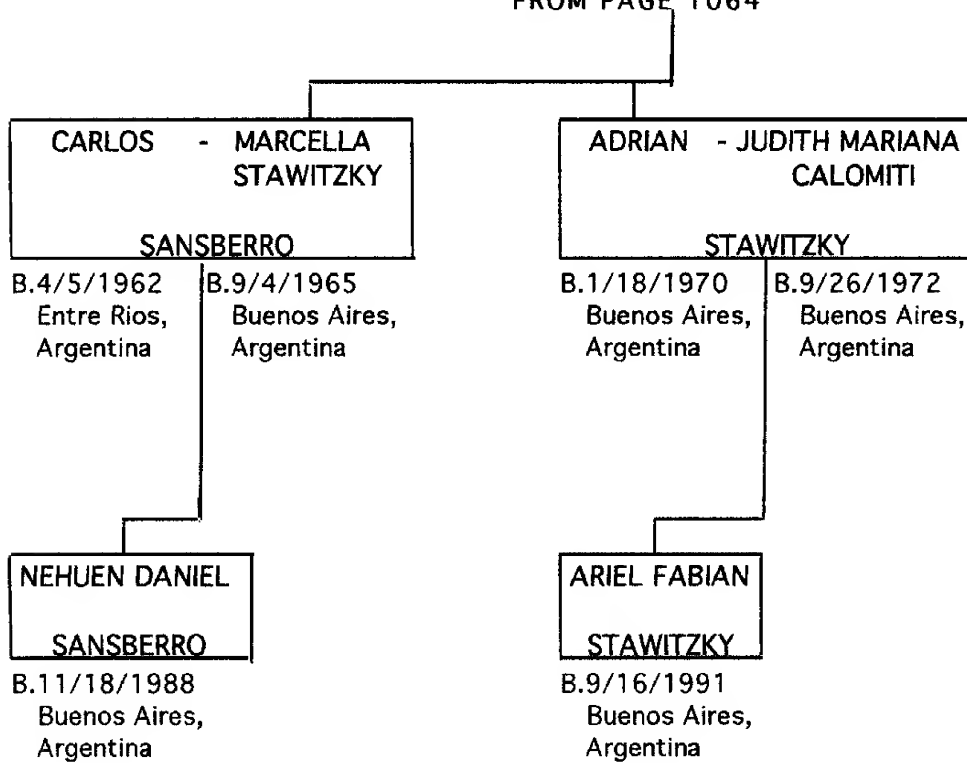 FROM PAGE 1064
CARLOS - MARCELLA
STAWITZKY
SANSBERRO
B.4/5/1962
Entre Rios,
Argentina
B.9/4/1965
Buenos Aires,
Argentina
ADRIAN - JUDITH MARIANA
CALOMITI
STAWITZKY
B.1/18/1970
Buenos Aires,
Argentina
B.9/26/1972
Buenos Aires,
Argentina
NEHUEN DANIEL
SANSBERRO
B.11/18/1988
Buenos Aires,
Argentina
ARIEL FABIAN
STAWITZKY
B.9/16/1991
Buenos Aires,
Argentina